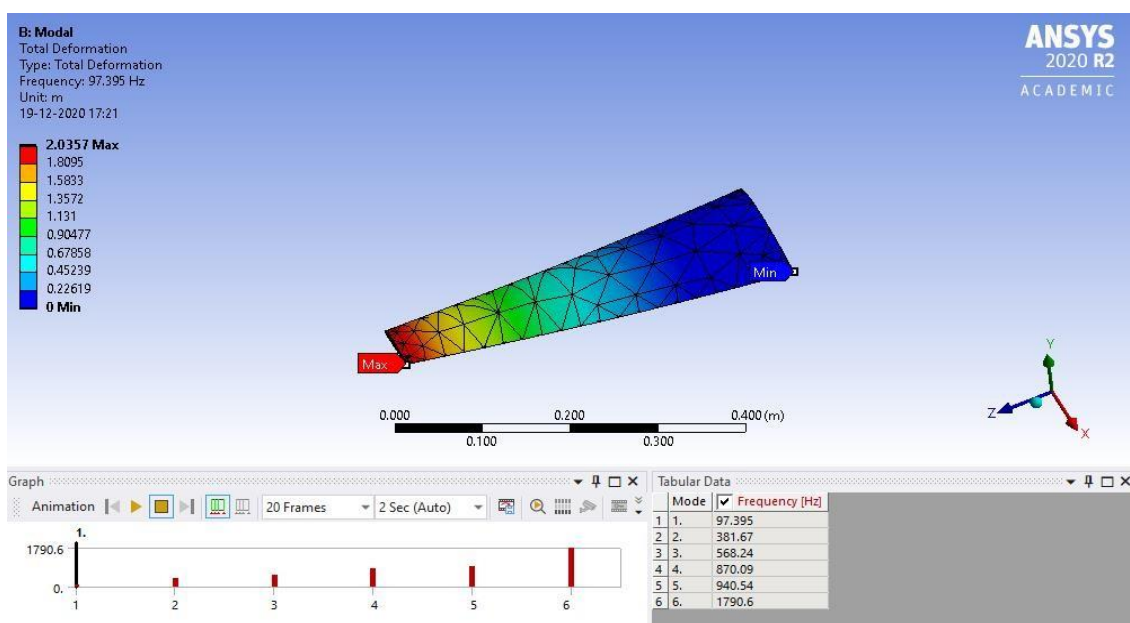 B: Modal
Total Deformation
Type: Total Deformation
Frequency: 97.395 Hz
Unit: m
19-12-2020 17:21
ANSYS
2020 R2
ACADEMIC
2.0357 Max
1.8095
1.5833
1.3572
1.131
0.90477
0.67858
0.45239
0.22619
0 Min
Min
Max
0.000 0.200 0.400 (m)
0.100 0.300
Y
Z
X
Graph
Animation 20 Frames 2 Sec (Auto)
1.
1790.6
0.
1 2 3 4 5 6
Tabular Data
Mode Frequency [Hz]
1 1. 97.395
2 2. 381.67
3 3. 568.24
4 4. 870.09
5 5. 940.54
6 6. 1790.6